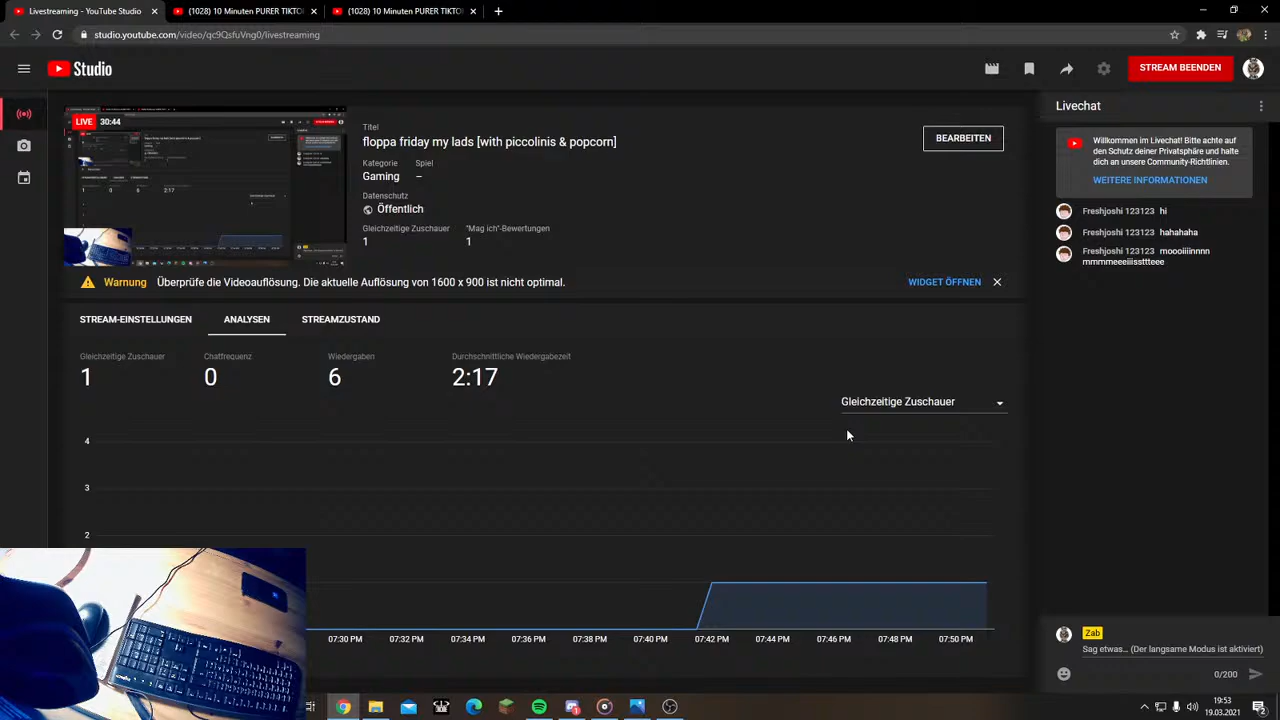 Livestreaming - YouTube Studio
(1028) 10 Minuten PURER TIKTO
(1028) 10 Minuten PURER TIKTO
studio.youtube.com/video/qc9QsfuVng0/livestreaming
Studio
STREAM BEENDEN
LIVE 30:44
Titel
floppa friday my lads [with piccolinis & popcorn]
BEARBEITEN
Kategorie Spiel
Gaming –
Datenschutz
Öffentlich
Gleichzeitige Zuschauer "Mag ich"-Bewertungen
1 1
Warnung Überprüfe die Videoauflösung. Die aktuelle Auflösung von 1600 x 900 ist nicht optimal.
WIDGET ÖFFNEN
STREAM-EINSTELLUNGEN ANALYSEN STREAMZUSTAND
Gleichzeitige Zuschauer Chatfrequenz Wiedergaben Durchschnittliche Wiedergabezeit
1 0 6 2:17
Gleichzeitige Zuschauer
4
3
2
07:30 PM 07:32 PM 07:34 PM 07:36 PM 07:38 PM 07:40 PM 07:42 PM 07:44 PM 07:46 PM 07:48 PM 07:50 PM
Livechat
Willkommen im Livechat! Bitte achte auf
den Schutz deiner Privatsphäre und halte
dich an unsere Community-Richtlinien.
WEITERE INFORMATIONEN
Freshjoshi 123123 hi
Freshjoshi 123123 hahahaha
Freshjoshi 123123 moooiiiinnnn
mmmmeeeiiissttteee
Zab
Sag etwas... (Der langsame Modus ist aktiviert)
0/200
19:53
19.03.2021